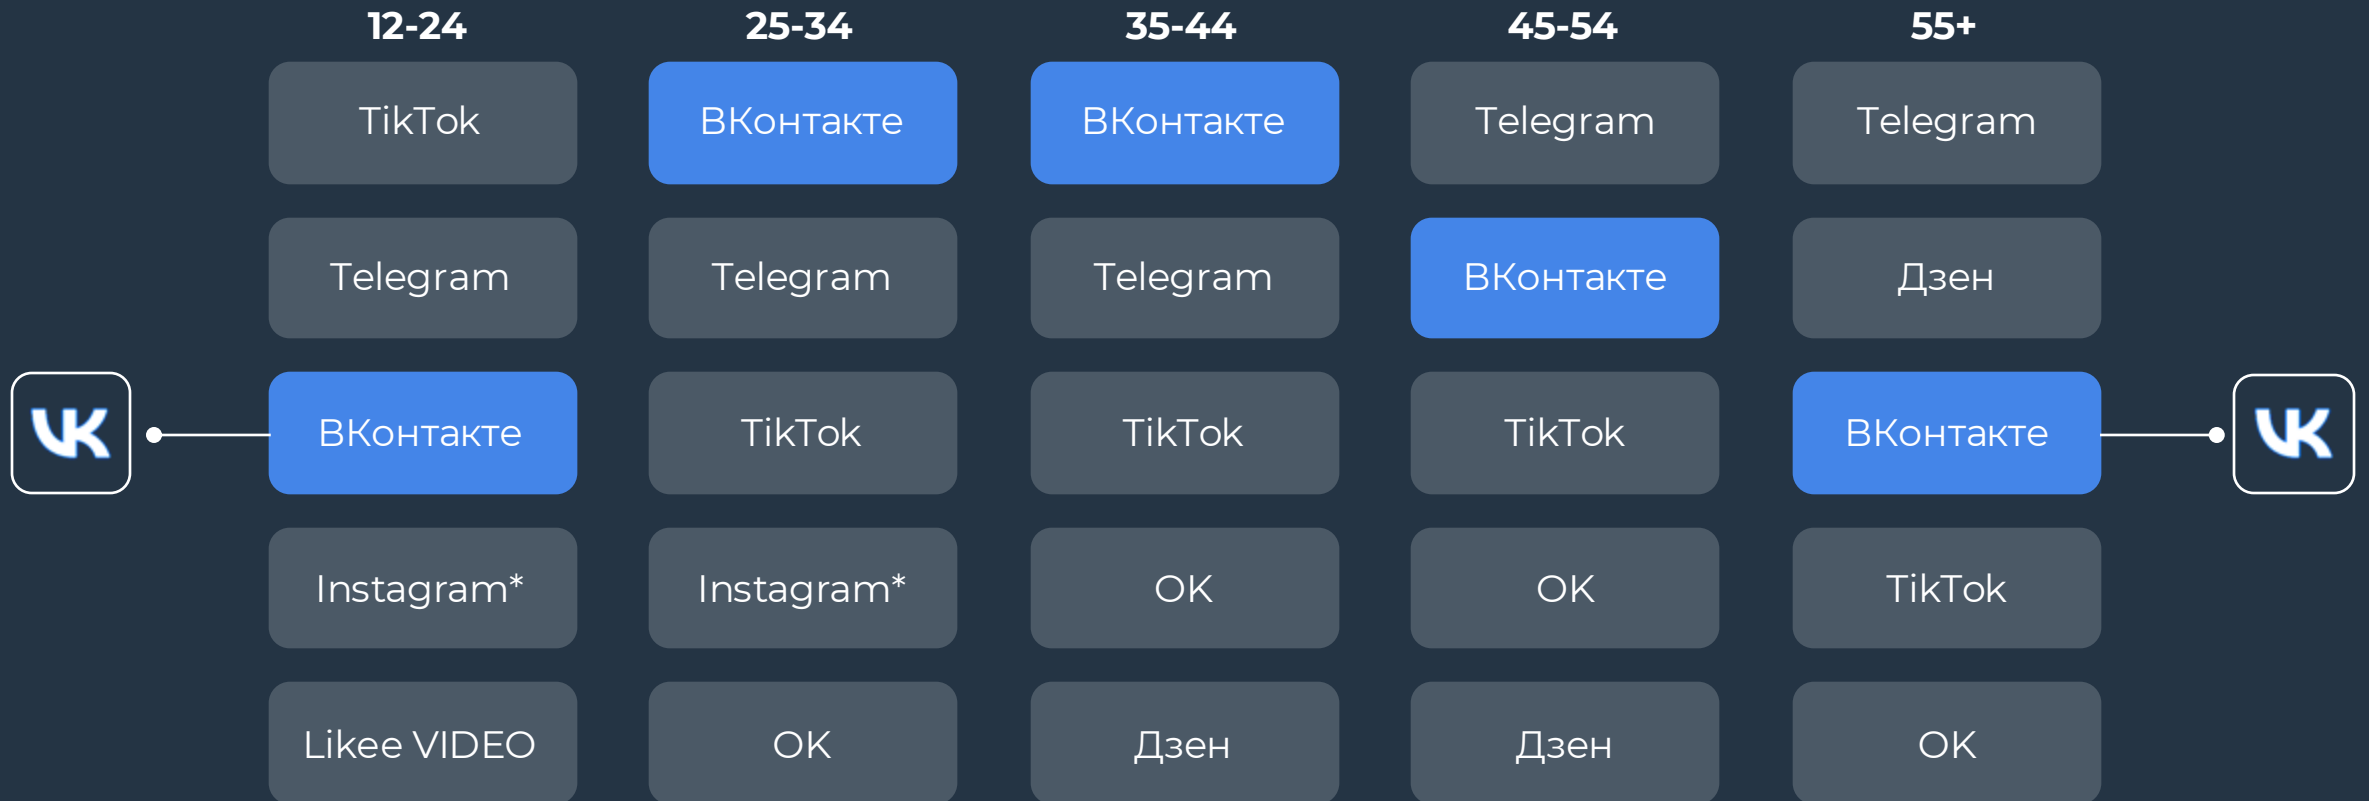 12-24 25-34 35-44 45-54 55+
TikTok ВКонтакте ВКонтакте Telegram Telegram
Telegram Telegram Telegram ВКонтакте Дзен
ВКонтакте TikTok TikTok TikTok ВКонтакте
Instagram* Instagram* OK OK TikTok
Likee VIDEO OK Дзен Дзен OK